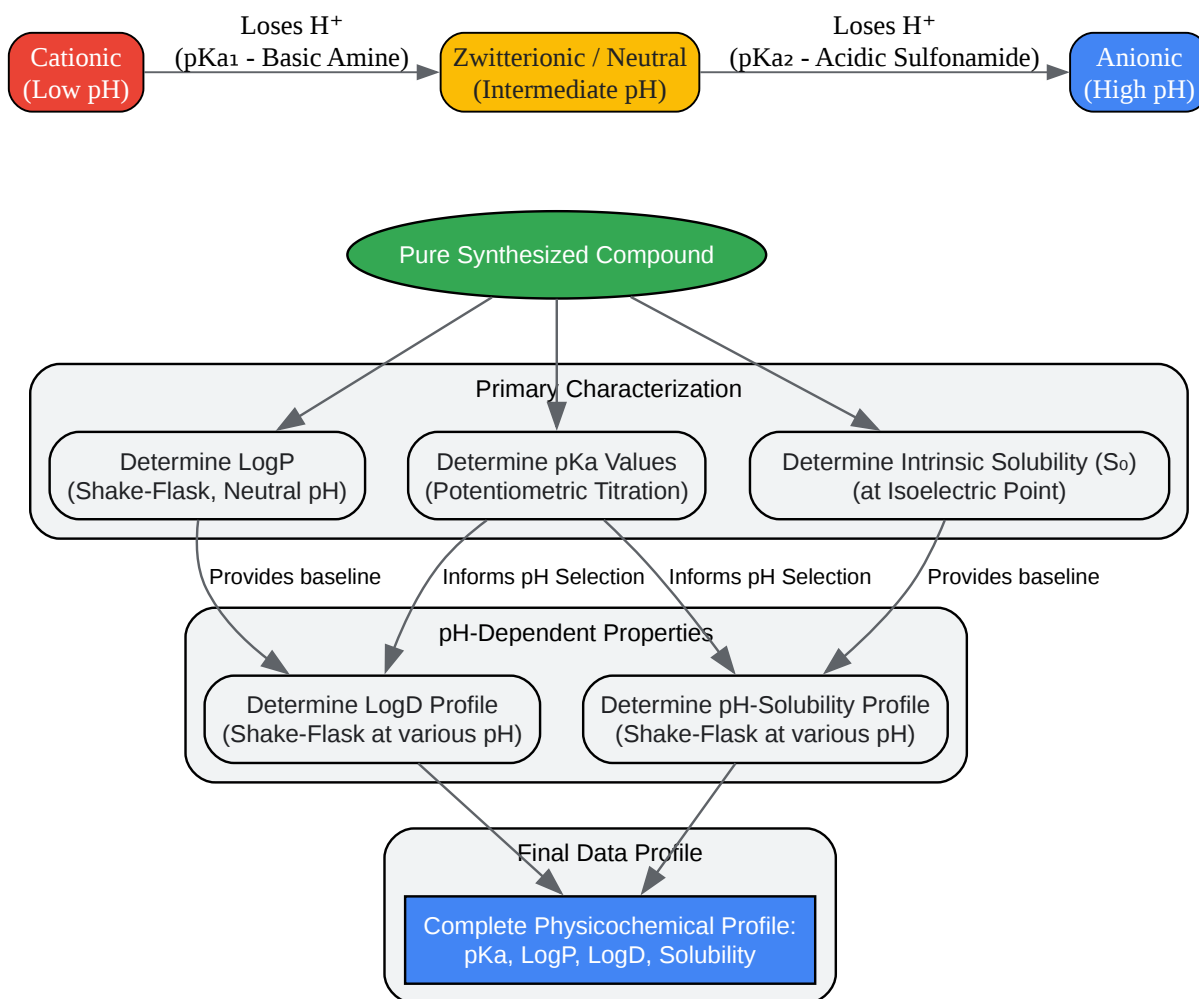 Cationic
(Low pH)
Loses H⁺
(pKa₁ - Basic Amine)
Zwitterionic / Neutral
(Intermediate pH)
Loses H⁺
(pKa₂ - Acidic Sulfonamide)
Anionic
(High pH)
Pure Synthesized Compound
Primary Characterization
Determine LogP
(Shake-Flask, Neutral pH)
Determine pKa Values
(Potentiometric Titration)
Determine Intrinsic Solubility (S₀)
(at Isoelectric Point)
Provides baseline
Informs pH Selection
Informs pH Selection
Provides baseline
pH-Dependent Properties
Determine LogD Profile
(Shake-Flask at various pH)
Determine pH-Solubility Profile
(Shake-Flask at various pH)
Final Data Profile
Complete Physicochemical Profile:
pKa, LogP, LogD, Solubility